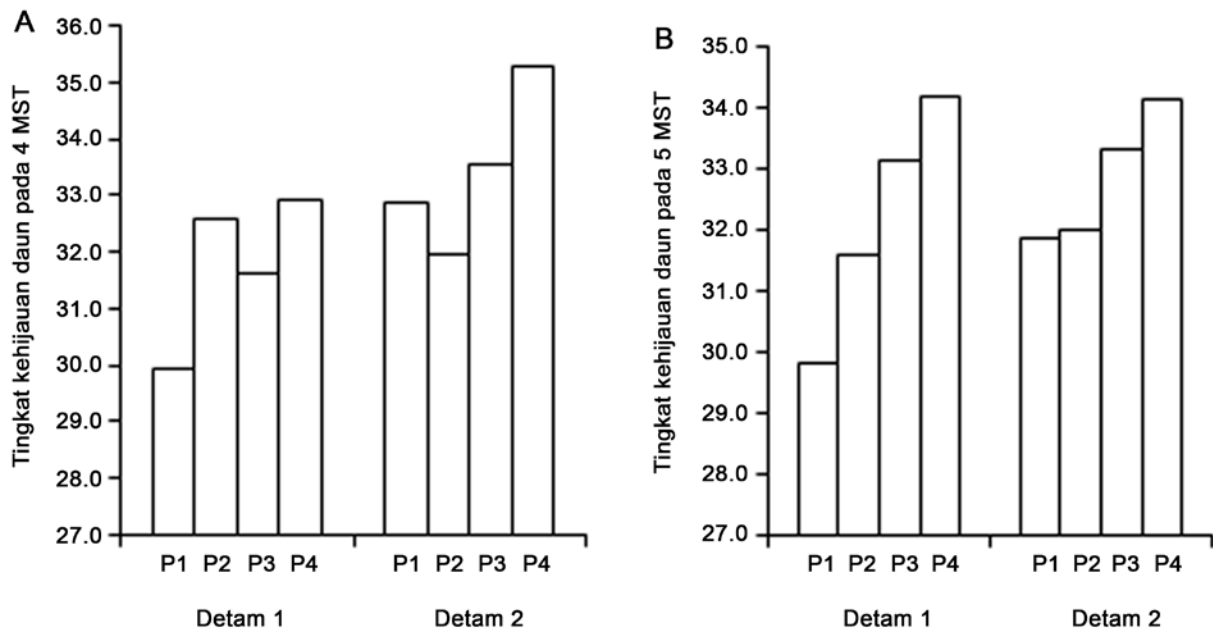 A
Tingkat kehijauan daun pada 4 MST
36.0
35.0
34.0
33.0
32.0
31.0
30.0
29.0
28.0
27.0
P1 P2 P3 P4 P1 P2 P3 P4
Detam 1 Detam 2
B
Tingkat kehijauan daun pada 5 MST
35.0
34.0
33.0
32.0
31.0
30.0
29.0
28.0
27.0
P1 P2 P3 P4 P1 P2 P3 P4
Detam 1 Detam 2